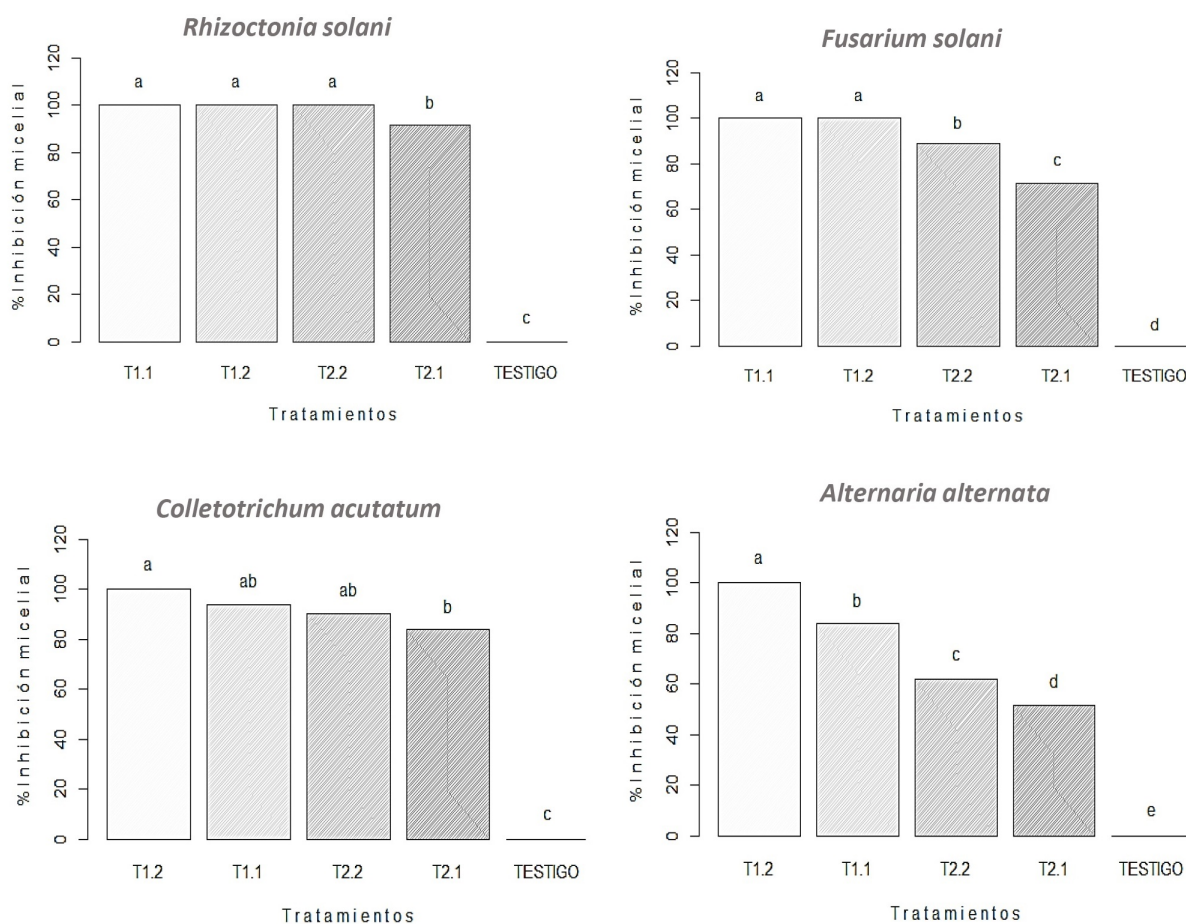 Rhizoctonia solani
%Inhibición micelial
120
100
80
60
40
20
0
a a a b c
T1.1 T1.2 T2.2 T2.1 TESTIGO
Tratamientos
Fusarium solani
%Inhibición micelial
120
100
80
60
40
20
0
a a b c d
T1.1 T1.2 T2.2 T2.1 TESTIGO
Tratamientos
Colletotrichum acutatum
%Inhibición micelial
120
100
80
60
40
20
0
a ab ab b c
T1.2 T1.1 T2.2 T2.1 TESTIGO
Tratamientos
Alternaria alternata
%Inhibición micelial
120
100
80
60
40
20
0
a b c d e
T1.2 T1.1 T2.2 T2.1 TESTIGO
Tratamientos